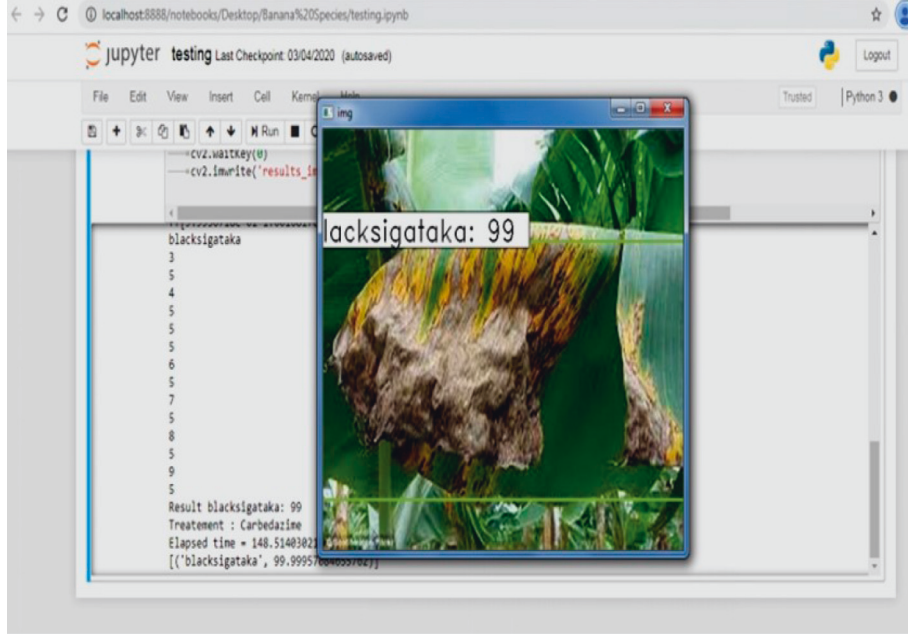 localhost:8888/notebooks/Desktop/Banana%20Species/testing.ipynb
jupyter testing Last Checkpoint: 03/04/2020 (autosaved)
Logout
File Edit View Insert Cell Kernel Help
Trusted
Python 3
Run
cv2.waitKey(0)
cv2.imwrite('results_im
img
lacksigataka: 99
blacksigataka
3
5
4
5
5
5
6
5
7
5
8
5
9
5
Result blacksigataka: 99
Treatement : Carbedazime
Elapsed time = 148.51403021
[('blacksigataka',